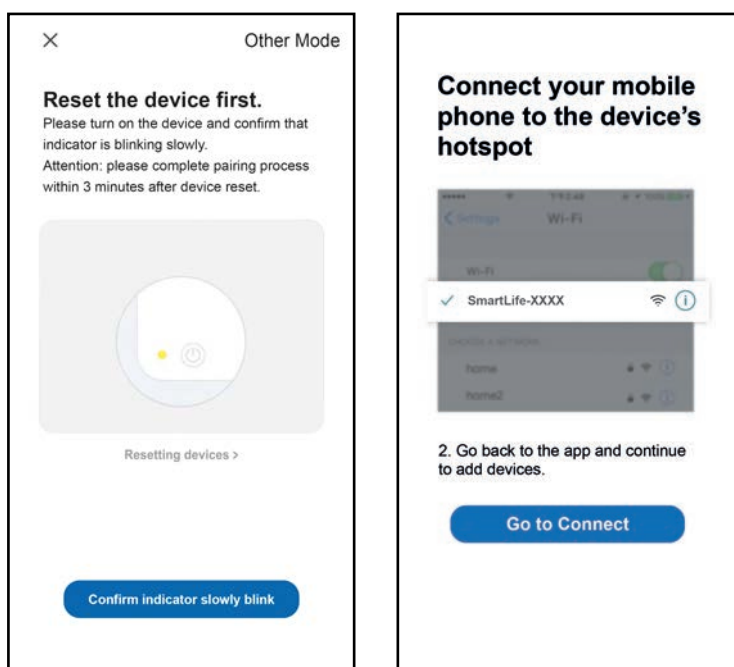 Other Mode
Reset the device first.
Please turn on the device and confirm that
indicator is blinking slowly.
Attention: please complete pairing process
within 3 minutes after device reset.
Resetting devices >
Confirm indicator slowly blink
Connect your mobile
phone to the device's
hotspot
Settings Wi-Fi
Wi-Fi
SmartLife-XXXX
CHOOSE A NETWORK
home
home2
2. Go back to the app and continue
to add devices.
Go to Connect